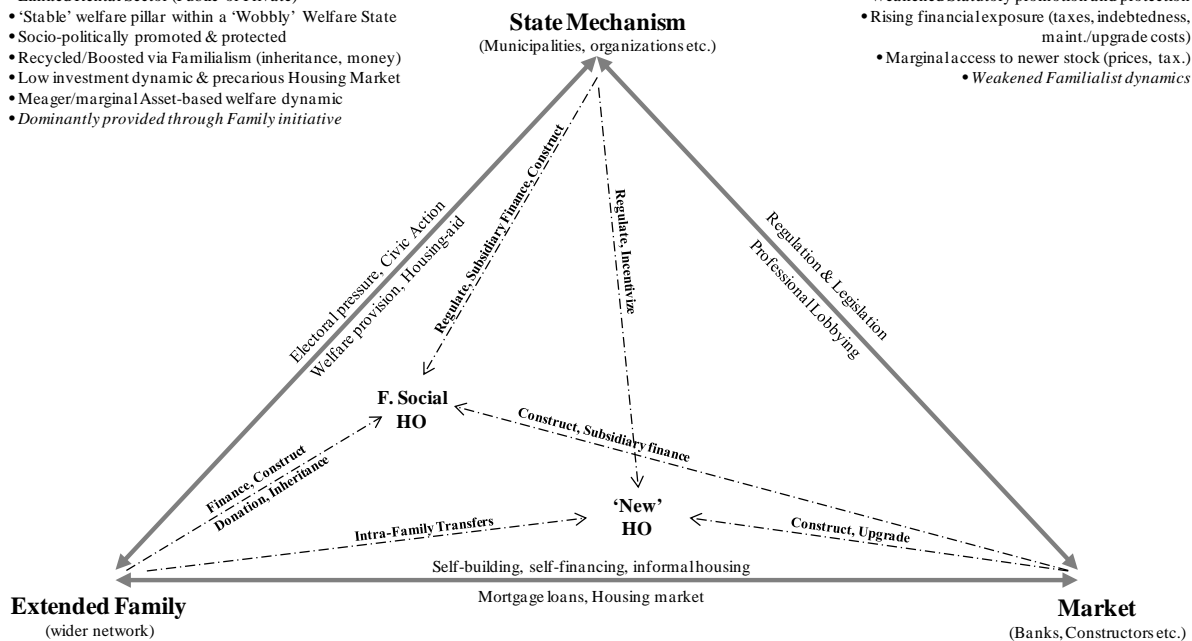 • 'Stable' welfare pillar within a 'Wobbly' Welfare State
• Socio-politically promoted & protected
• Recycled/Boosted via Familialism (inheritance, money)
• Low investment dynamic & precarious Housing Market
• Meager/marginal Asset-based welfare dynamic
• Dominantly provided through Family initiative
State Mechanism
(Municipalities, organizations etc.)
• Rising financial exposure (taxes, indebtedness,
maint./upgrade costs)
• Marginal access to newer stock (prices, tax.)
• Weakened Familialist dynamics
Electoral pressure, Civic Action
Welfare provision, Housing-aid
Regulate, Subsidiary Finance, Construct
Regulate, Incentivize
Regulation & Legislation
Professional Lobbying
F. Social
HO
Construct, Subsidiary finance
Finance, Construct
Donation, Inheritance
'New'
HO
Intra-Family Transfers
Construct, Upgrade
Self-building, self-financing, informal housing
Mortgage loans, Housing market
Extended Family
(wider network)
Market
(Banks, Constructors etc.)